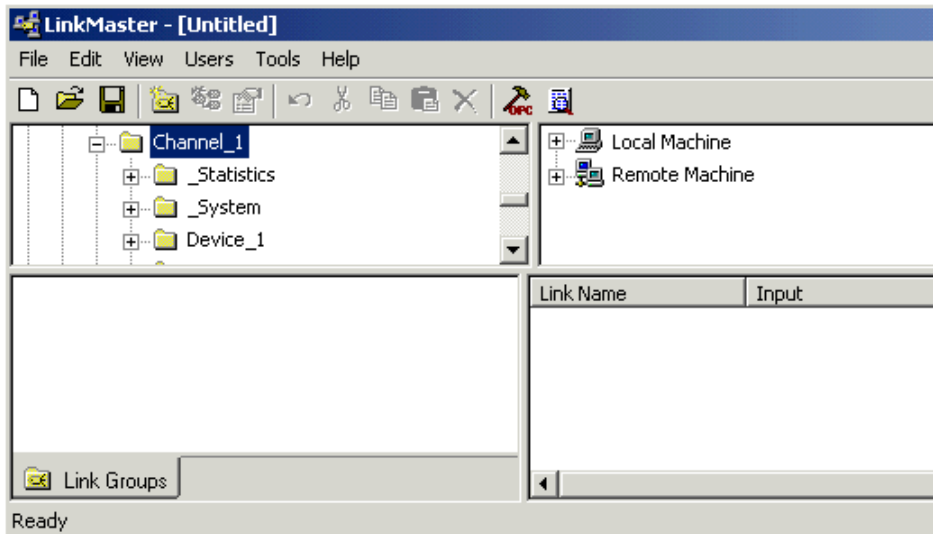 LinkMaster - [Untitled]
File Edit View Users Tools Help
OPC
Channel_1
_Statistics
_System
Device_1
Local Machine
Remote Machine
Link Name Input
Link Groups
Ready